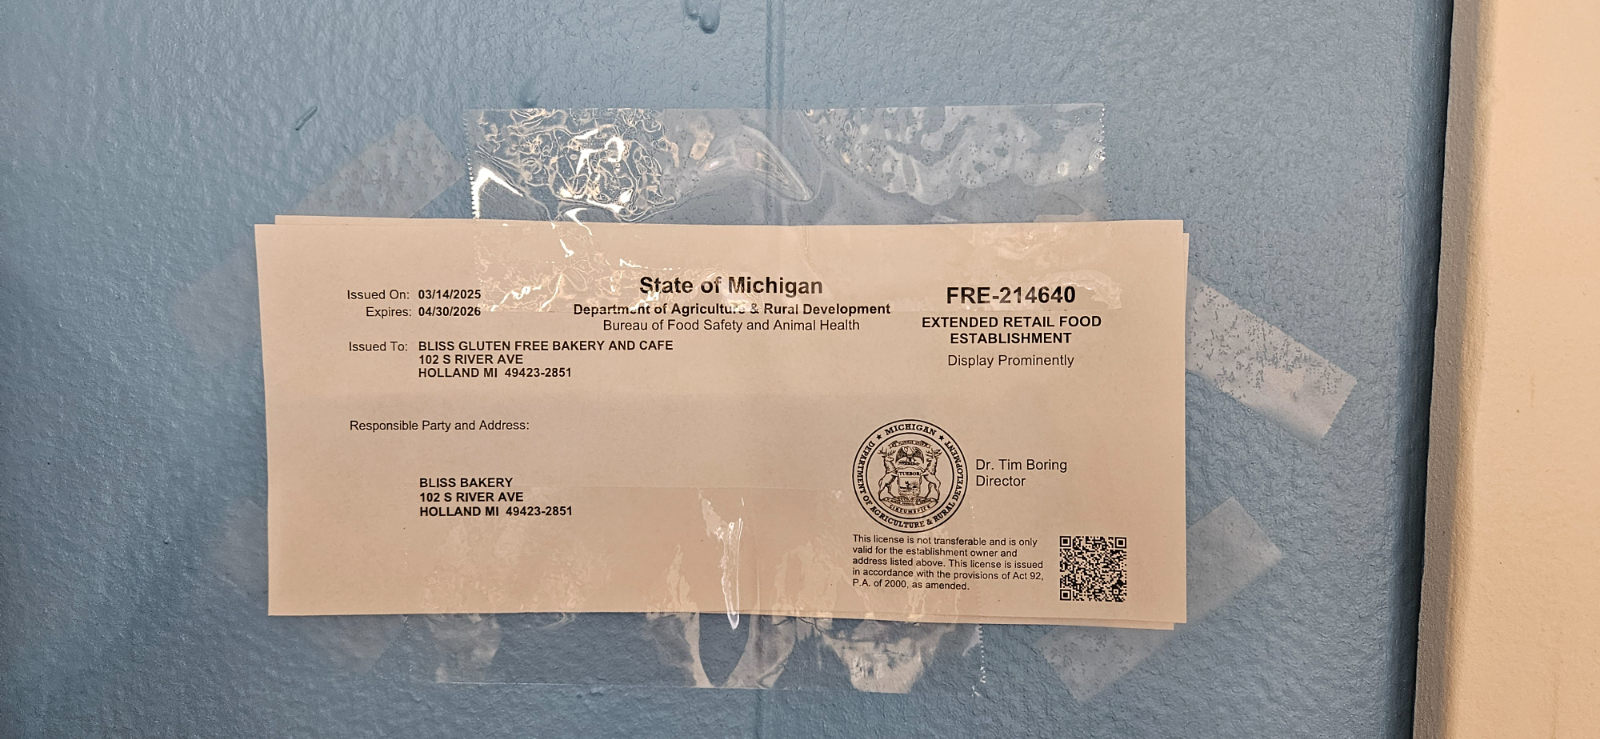 State of Michigan
Department of Agriculture & Rural Development
Bureau of Food Safety and Animal Health
Issued On: 03/14/2025
Expires: 04/30/2026
Issued To: BLISS GLUTEN FREE BAKERY AND CAFE
102 S RIVER AVE
HOLLAND MI 49423-2851
FRE-214640
EXTENDED RETAIL FOOD
ESTABLISHMENT
Display Prominently
Responsible Party and Address:
BLISS BAKERY
102 S RIVER AVE
HOLLAND MI 49423-2851
★ MICHIGAN ★
DEPARTMENT OF AGRICULTURE & RURAL DEVELOPMENT
TUEBOR
Dr. Tim Boring
Director
This license is not transferable and is only
valid for the establishment owner and
address listed above. This license is issued
in accordance with the provisions of Act 92,
P.A. of 2000, as amended.